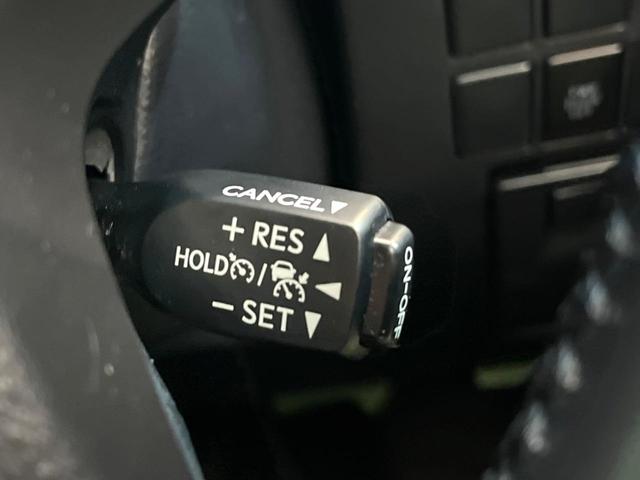 CANCEL▼
+ RES ▲
HOLD / ◀
− SET ▼
ON-OFF